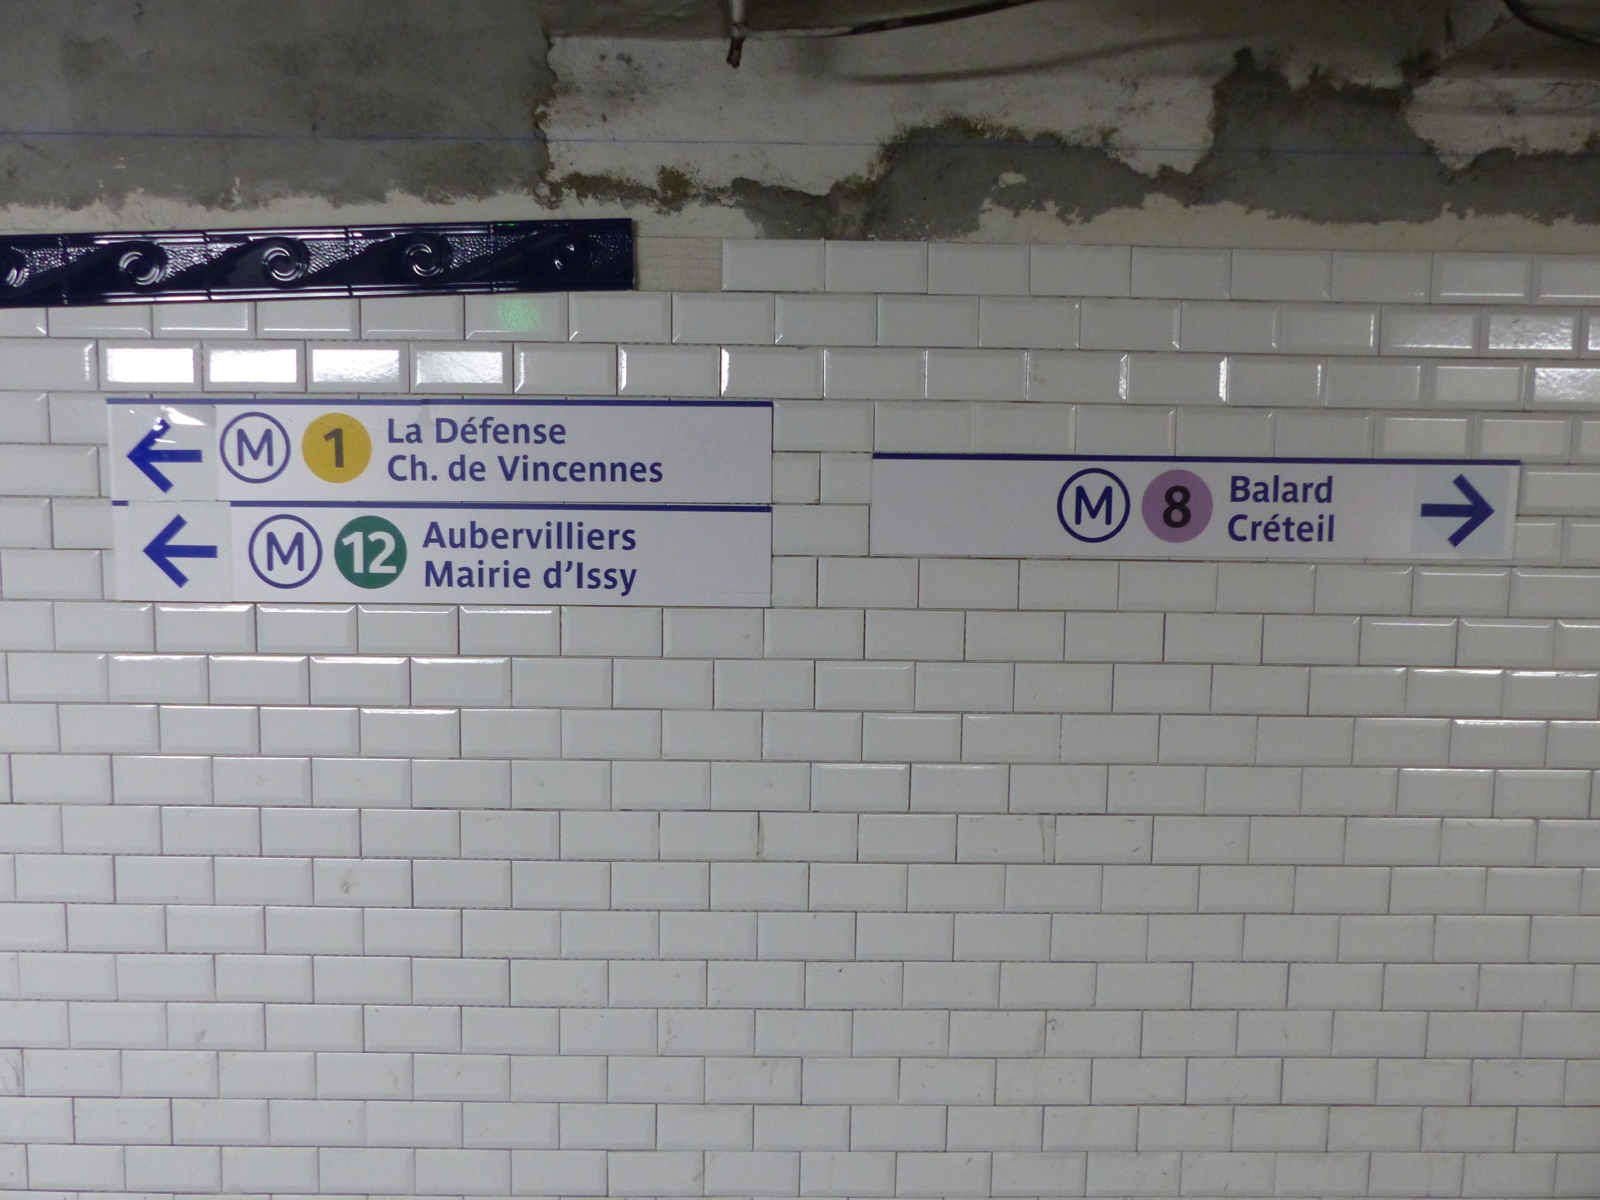 M 1 La Défense
Ch. de Vincennes
M 12 Aubervilliers
Mairie d'Issy
M 8 Balard
Créteil